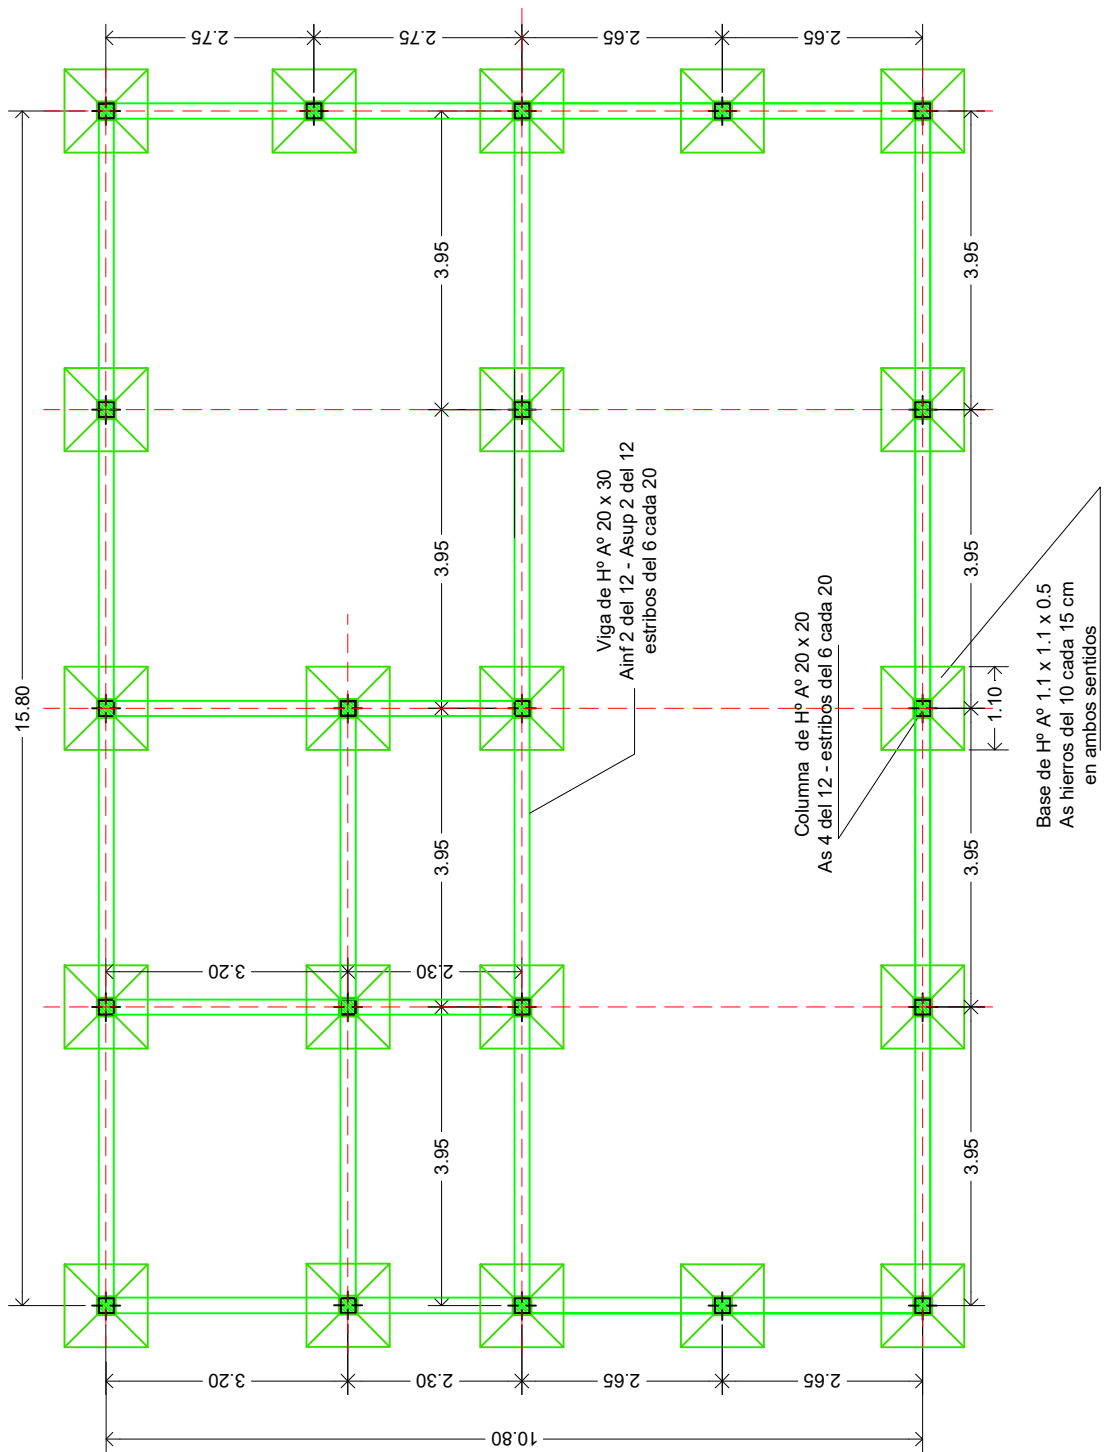 2.75
2.75
2.65
2.65
15.80
3.95
3.95
3.95
3.95
3.95
3.95
3.95
3.95
Viga de Hº Aº 20 x 30
Ainf 2 del 12 - Asup 2 del 12
estribos del 6 cada 20
Columna de Hº Aº 20 x 20
As 4 del 12 - estribos del 6 cada 20
1.10
Base de Hº Aº 1.1 x 1.1 x 0.5
As hierros del 10 cada 15 cm
en ambos sentidos
3.20
2.30
3.20
2.30
2.65
2.65
10.80